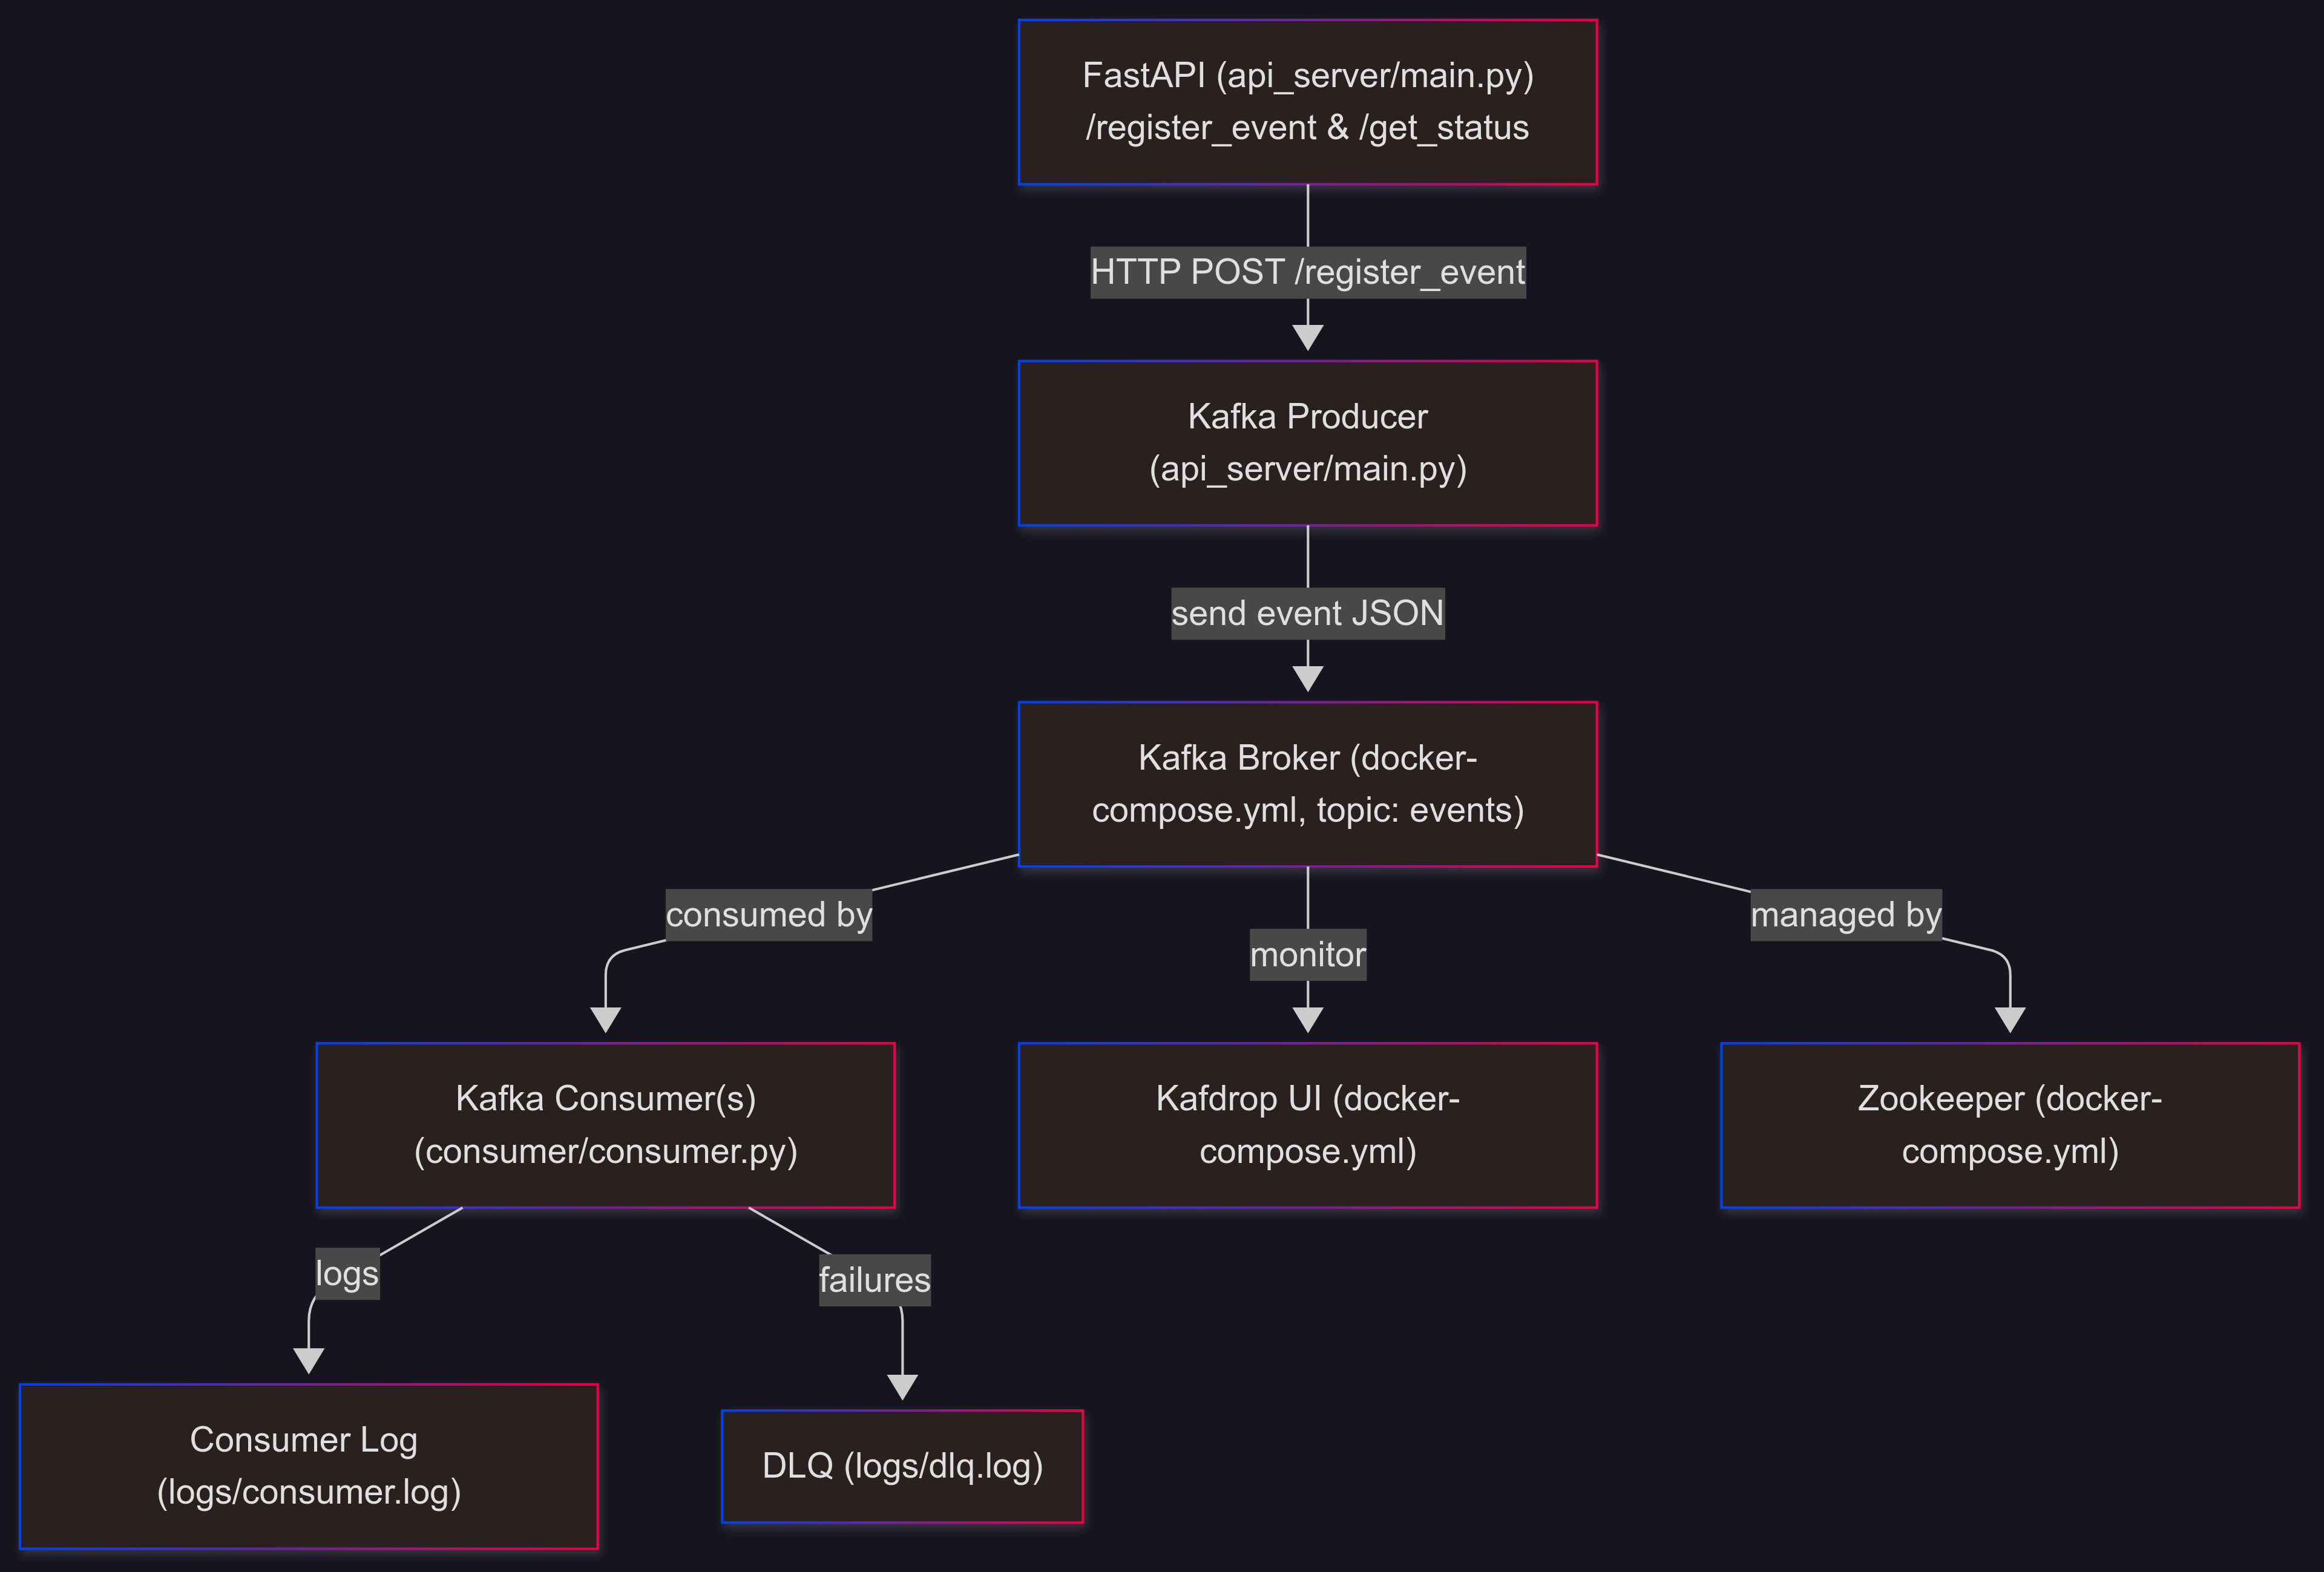 FastAPI (api_server/main.py)
/register_event & /get_status
HTTP POST /register_event
Kafka Producer
(api_server/main.py)
send event JSON
Kafka Broker (docker-
compose.yml, topic: events)
consumed by
monitor
managed by
Kafka Consumer(s)
(consumer/consumer.py)
Kafdrop UI (docker-
compose.yml)
Zookeeper (docker-
compose.yml)
logs
failures
Consumer Log
(logs/consumer.log)
DLQ (logs/dlq.log)